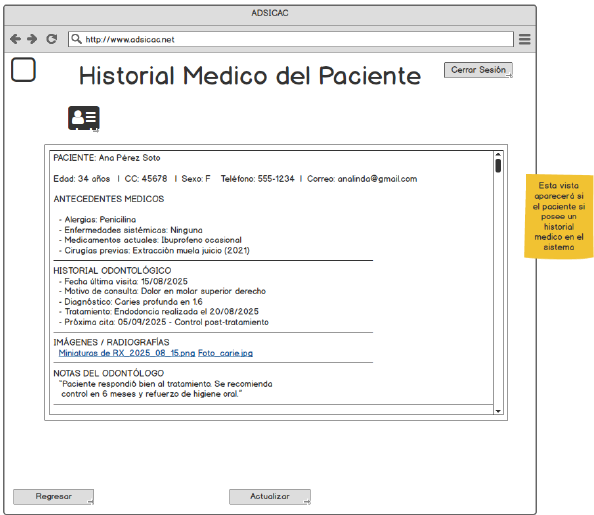 ADSICAC
http://www.adsicac.net
Historial Medico del Paciente
Cerrar Sesión
PACIENTE: Ana Pérez Soto
Edad: 34 años | CC: 45678 | Sexo: F Teléfono: 555-1234 | Correo: analinda@gmail.com
ANTECEDENTES MEDICOS
- Alergias: Penicilina
- Enfermedades sistémicas: Ninguna
- Medicamentos actuales: Ibuprofeno ocasional
- Cirugías previas: Extracción muela juicio (2021)
HISTORIAL ODONTOLÓGICO
- Fecha última visita: 15/08/2025
- Motivo de consulta: Dolor en molar superior derecho
- Diagnóstico: Caries profunda en 1.6
- Tratamiento: Endodoncia realizada el 20/08/2025
- Próxima cita: 05/09/2025 - Control post-tratamiento
IMÁGENES / RADIOGRAFÍAS
Miniaturas de RX_2025_08_15.png Foto_carie.jpg
NOTAS DEL ODONTÓLOGO
"Paciente respondió bien al tratamiento. Se recomienda
control en 6 meses y refuerzo de higiene oral."
Esta vista
aparecerá si
el paciente si
posee un
historial
medico en el
sistema
Regresar
Actualizar